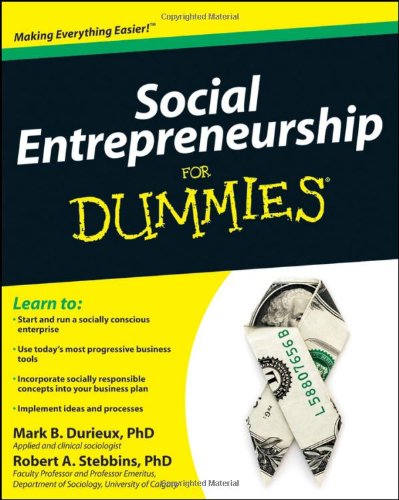 Making Everything Easier!™
Social
Entrepreneurship
FOR
DUMMIES®
Learn to:
• Start and run a socially conscious
enterprise
• Use today's most progressive business
tools
• Incorporate socially responsible
concepts into your business plan
• Implement ideas and processes
Mark B. Durieux, PhD
Applied and clinical sociologist
Robert A. Stebbins, PhD
Faculty Professor and Professor Emeritus,
Department of Sociology, University of Calgary
L58807656B